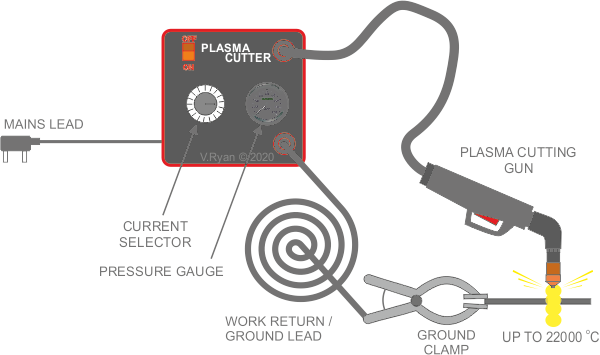 PLASMA
CUTTER
MAINS LEAD
V.Ryan © 2020
PLASMA CUTTING
GUN
CURRENT
SELECTOR
PRESSURE GAUGE
WORK RETURN /
GROUND LEAD
GROUND
CLAMP
UP TO 22000 °C